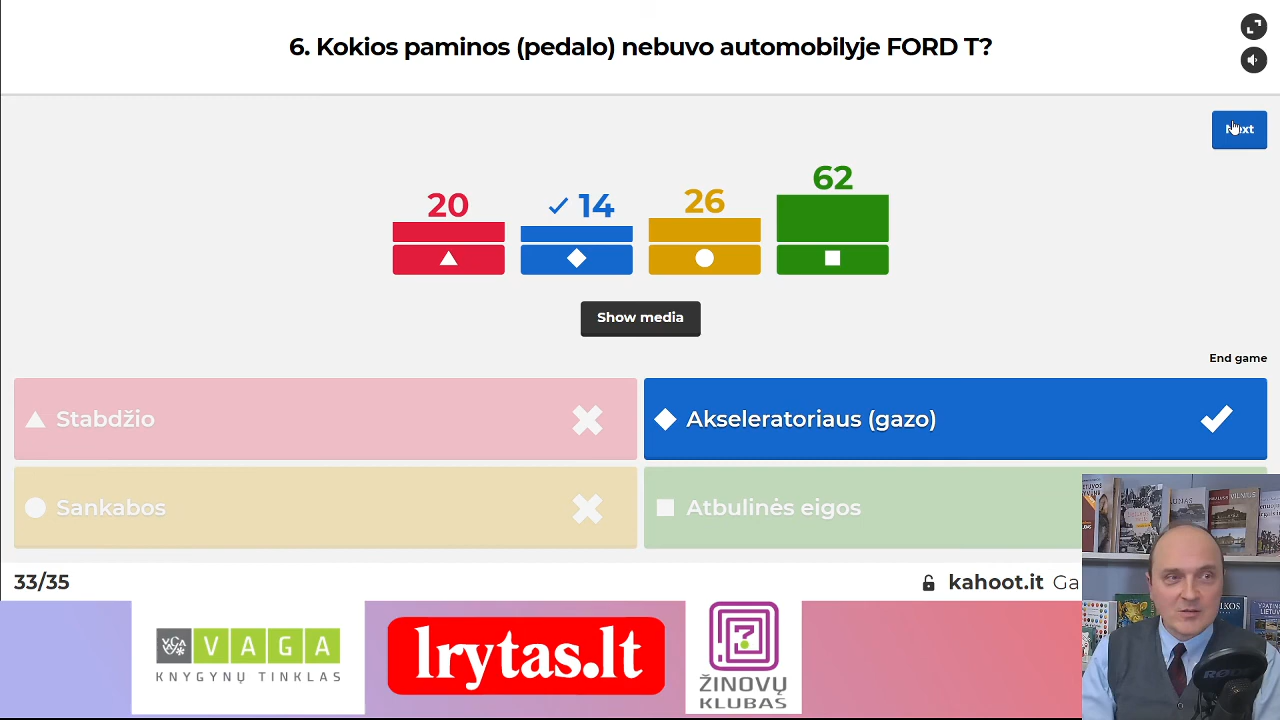 6. Kokios paminos (pedalo) nebuvo automobilyje FORD T?
Next
20
14
26
62
Show media
End game
Stabdžio
Akseleratoriaus (gazo)
Sankabos
Atbulinės eigos
33/35
kahoot.it Ga
VAGA
KNYGYNŲ TINKLAS
lrytas.lt
?
ŽINOVŲ
KLUBAS